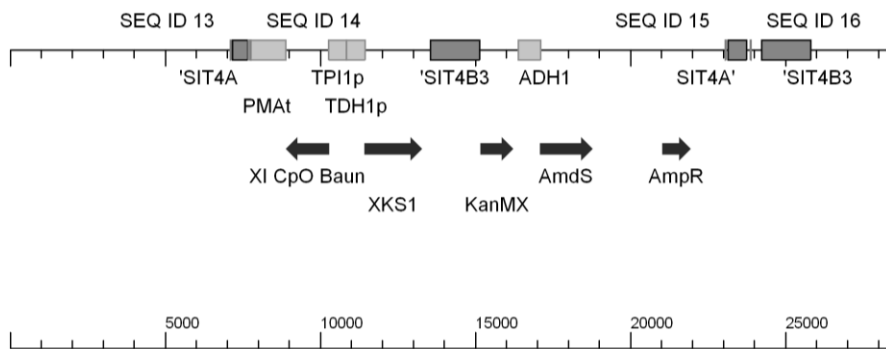 SEQ ID 13 SEQ ID 14 SEQ ID 15 SEQ ID 16
'SIT4A TPI1p 'SIT4B3 ADH1 SIT4A' 'SIT4B3
PMAt TDH1p
XI CpO Baun AmdS AmpR
XKS1 KanMX
5000 10000 15000 20000 25000